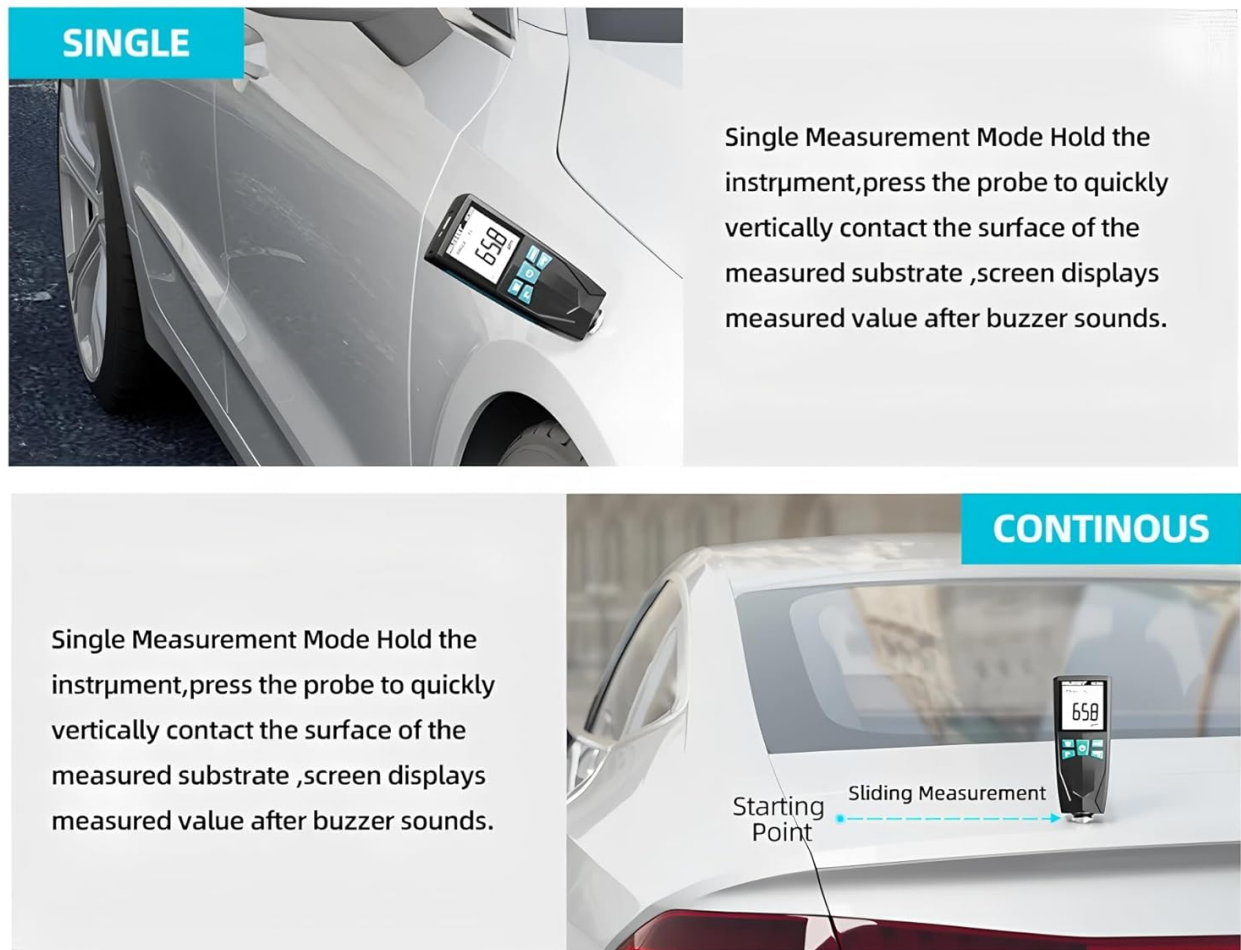 SINGLE
Single Measurement Mode Hold the
instrµment,press the probe to quickly
vertically contact the surface of the
measured substrate ,screen displays
measured value after buzzer sounds.
658
CONTINOUS
Single Measurement Mode Hold the
instrµment,press the probe to quickly
vertically contact the surface of the
measured substrate ,screen displays
measured value after buzzer sounds.
658
Sliding Measurement
Starting
Point